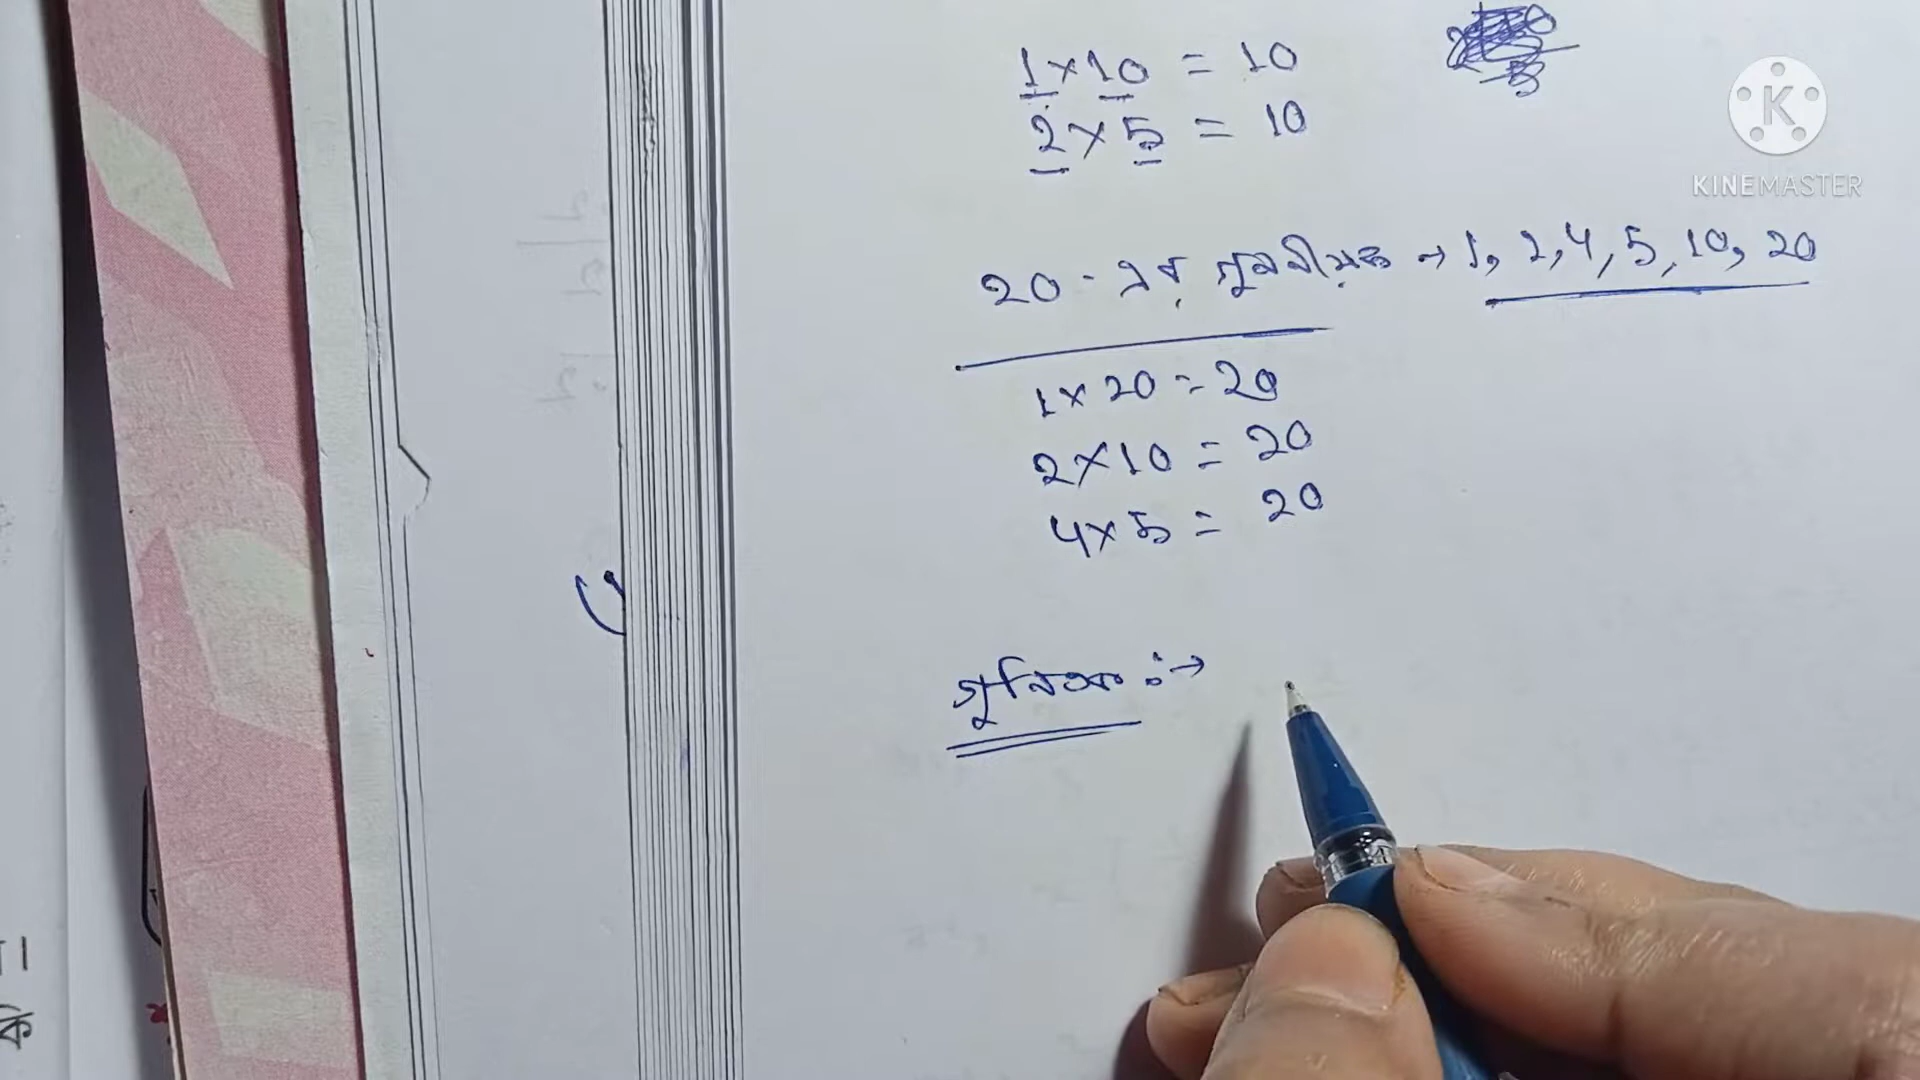 1×10 = 10
2×5 = 10
KINEMASTER
20 - এর গুননীয়ক → 1, 2, 4, 5, 10, 20
1×20 = 20
2×10 = 20
4×5 = 20
গুনিতক :→